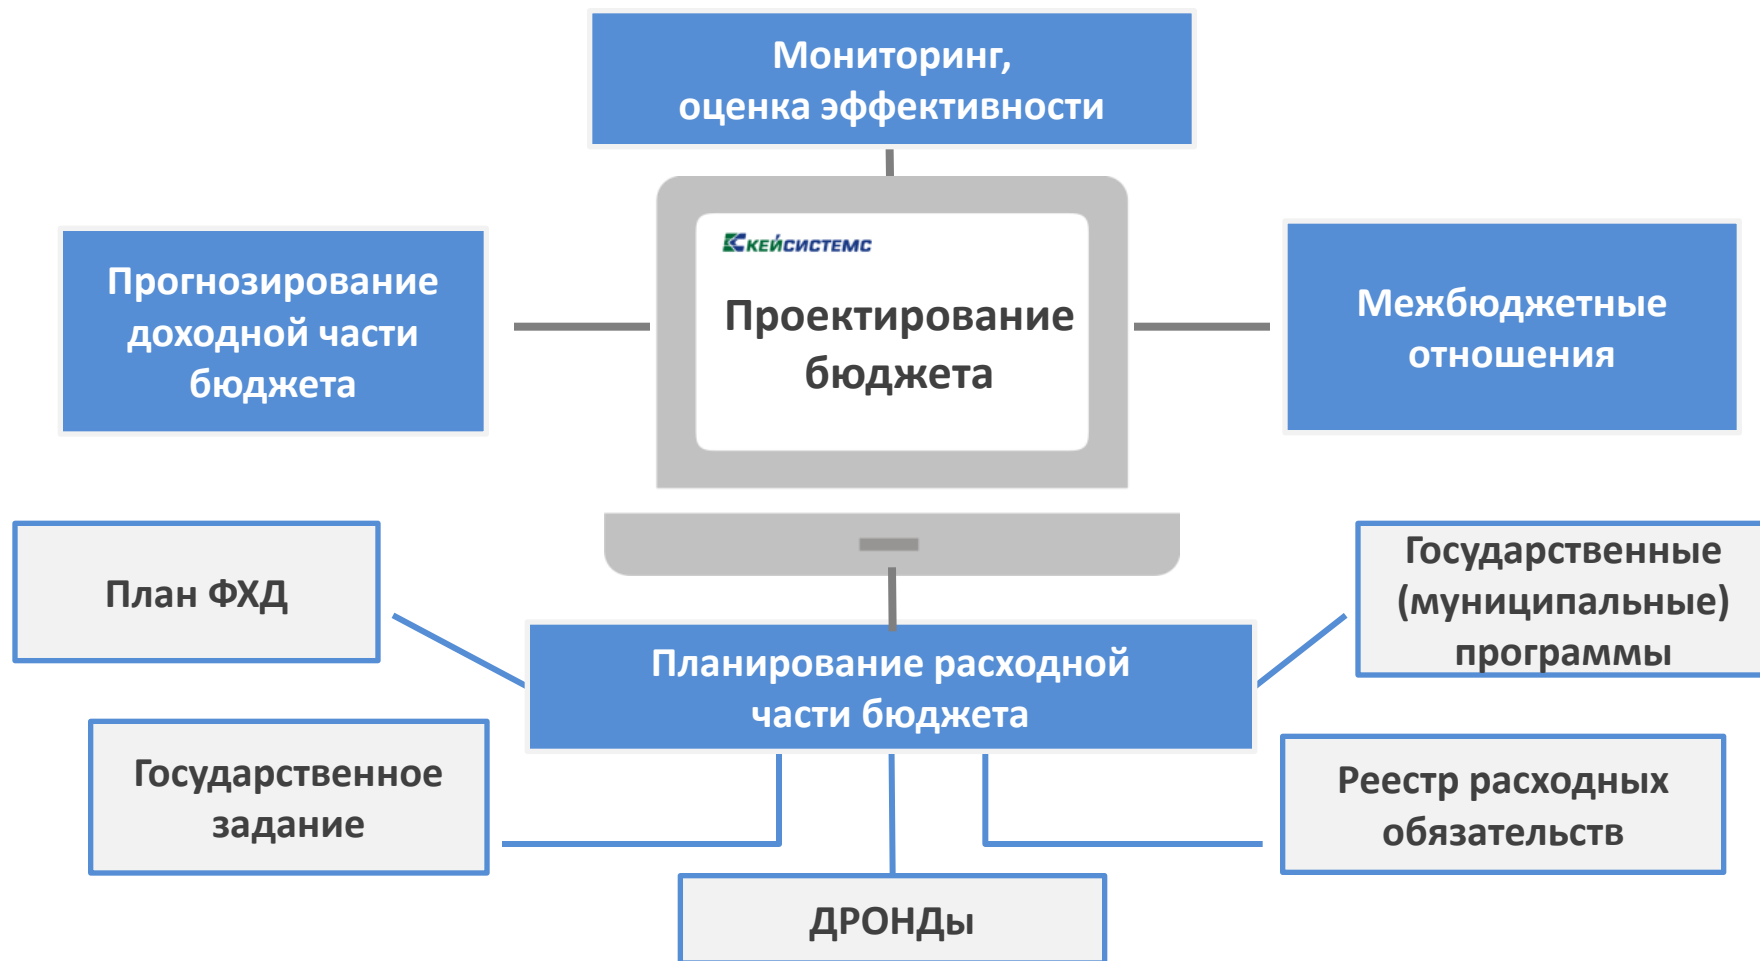 Мониторинг,
оценка эффективности
КЕЙСИСТЕМС
Проектирование
бюджета
Прогнозирование
доходной части
бюджета
Межбюджетные
отношения
План ФХД
Государственные
(муниципальные)
программы
Планирование расходной
части бюджета
Государственное
задание
Реестр расходных
обязательств
ДРОНДы